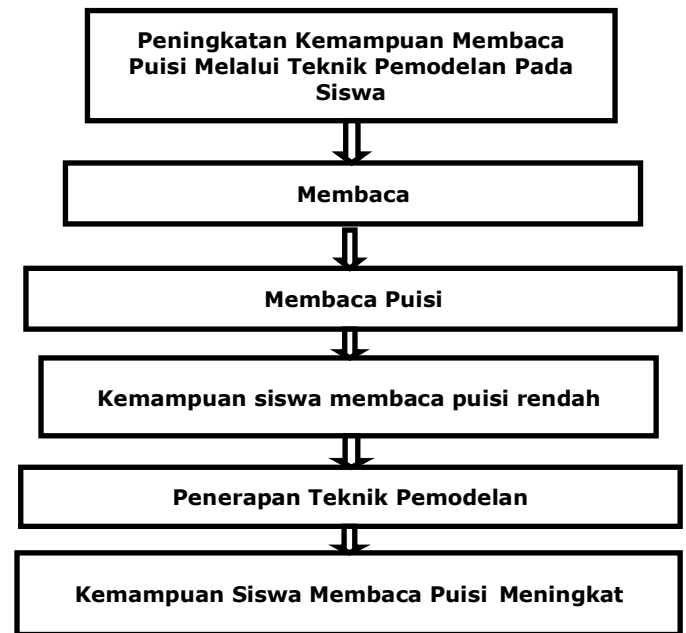 Peningkatan Kemampuan Membaca
Puisi Melalui Teknik Pemodelan Pada
Siswa
Membaca
Membaca Puisi
Kemampuan siswa membaca puisi rendah
Penerapan Teknik Pemodelan
Kemampuan Siswa Membaca Puisi Meningkat